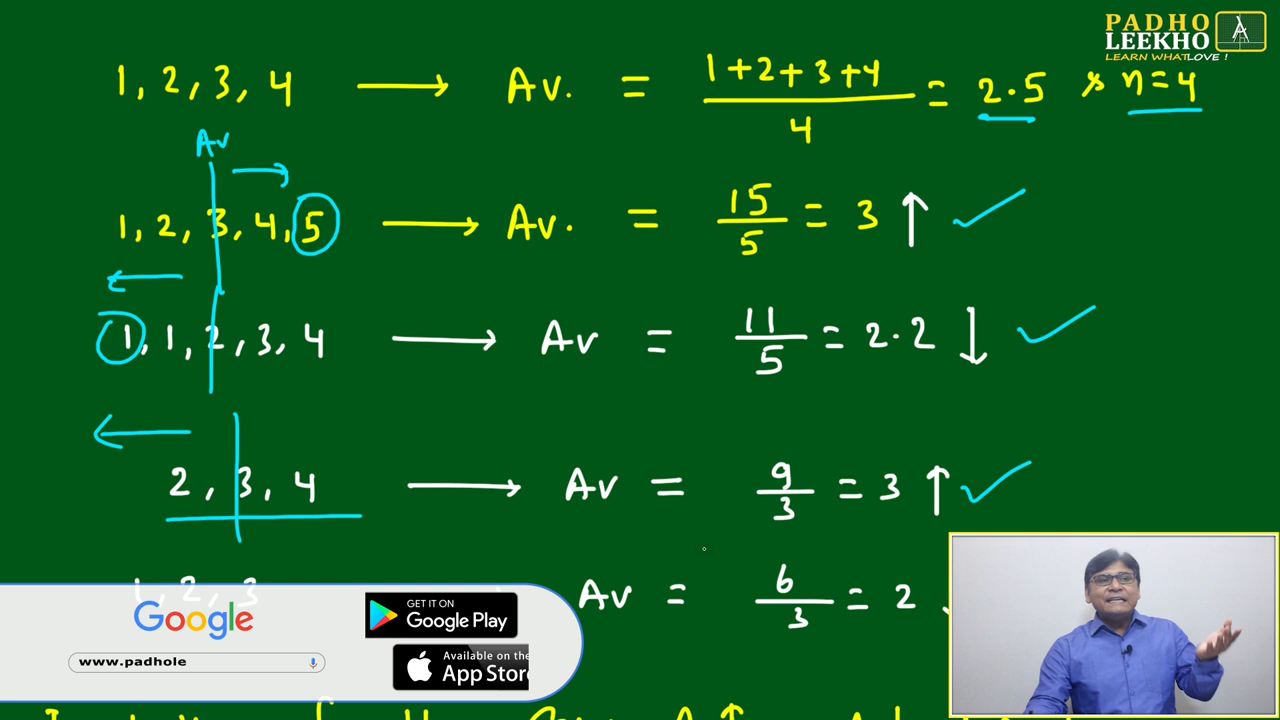 PADHO
LEEKHO
LEARN WHAT LOVE !
1, 2, 3, 4 ⟶ Av. = (1+2+3+4)/4 = 2.5 n=4
Av
1, 2, 3, 4, 5 ⟶ Av. = 15/5 = 3 ↑ ✓
1, 1, 2, 3, 4 ⟶ Av = 11/5 = 2.2 ↓ ✓
2, 3, 4 ⟶ Av = 9/3 = 3 ↑ ✓
1, 2, 3 Av = 6/3 = 2
Google
www.padhole
GET IT ON
Google Play
Available on the
App Store